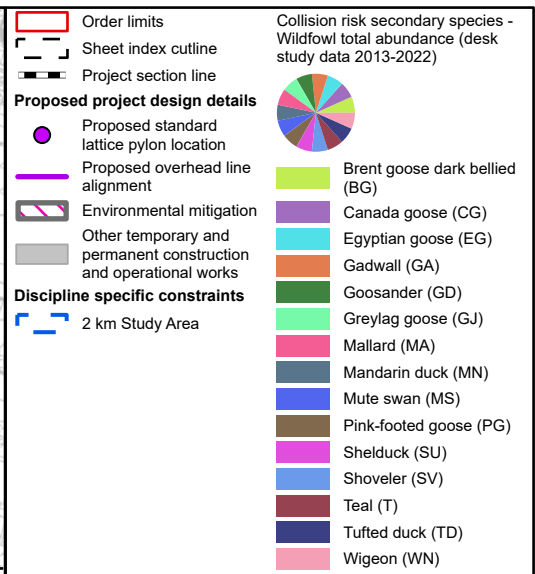 Order limits
Sheet index cutline
Project section line
Proposed project design details
Proposed standard
lattice pylon location
Proposed overhead line
alignment
Environmental mitigation
Other temporary and
permanent construction
and operational works
Discipline specific constraints
2 km Study Area
Collision risk secondary species -
Wildfowl total abundance (desk
study data 2013-2022)
Brent goose dark bellied
(BG)
Canada goose (CG)
Egyptian goose (EG)
Gadwall (GA)
Goosander (GD)
Greylag goose (GJ)
Mallard (MA)
Mandarin duck (MN)
Mute swan (MS)
Pink-footed goose (PG)
Shelduck (SU)
Shoveler (SV)
Teal (T)
Tufted duck (TD)
Wigeon (WN)